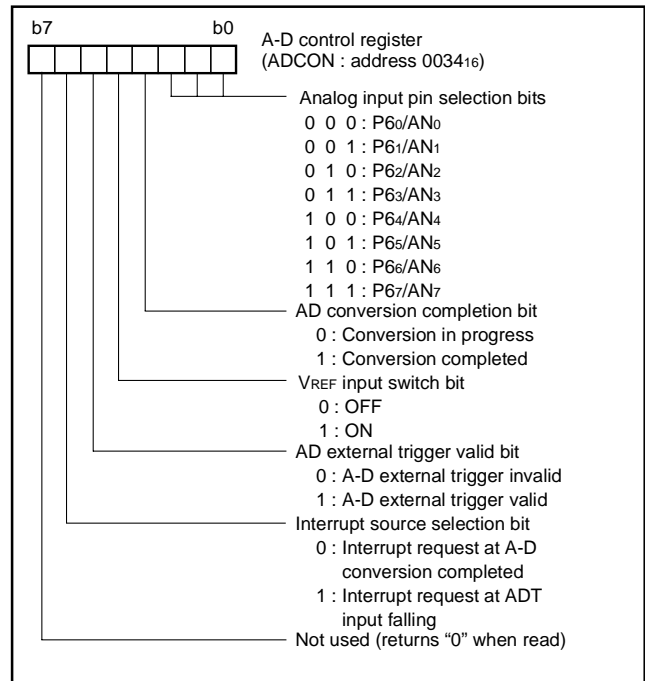 b7 b0
A-D control register
(ADCON : address 0034₁₆)
Analog input pin selection bits
0 0 0 : P6₀/AN₀
0 0 1 : P6₁/AN₁
0 1 0 : P6₂/AN₂
0 1 1 : P6₃/AN₃
1 0 0 : P6₄/AN₄
1 0 1 : P6₅/AN₅
1 1 0 : P6₆/AN₆
1 1 1 : P6₇/AN₇
AD conversion completion bit
0 : Conversion in progress
1 : Conversion completed
VREF input switch bit
0 : OFF
1 : ON
AD external trigger valid bit
0 : A-D external trigger invalid
1 : A-D external trigger valid
Interrupt source selection bit
0 : Interrupt request at A-D
conversion completed
1 : Interrupt request at ADT
input falling
Not used (returns “0” when read)